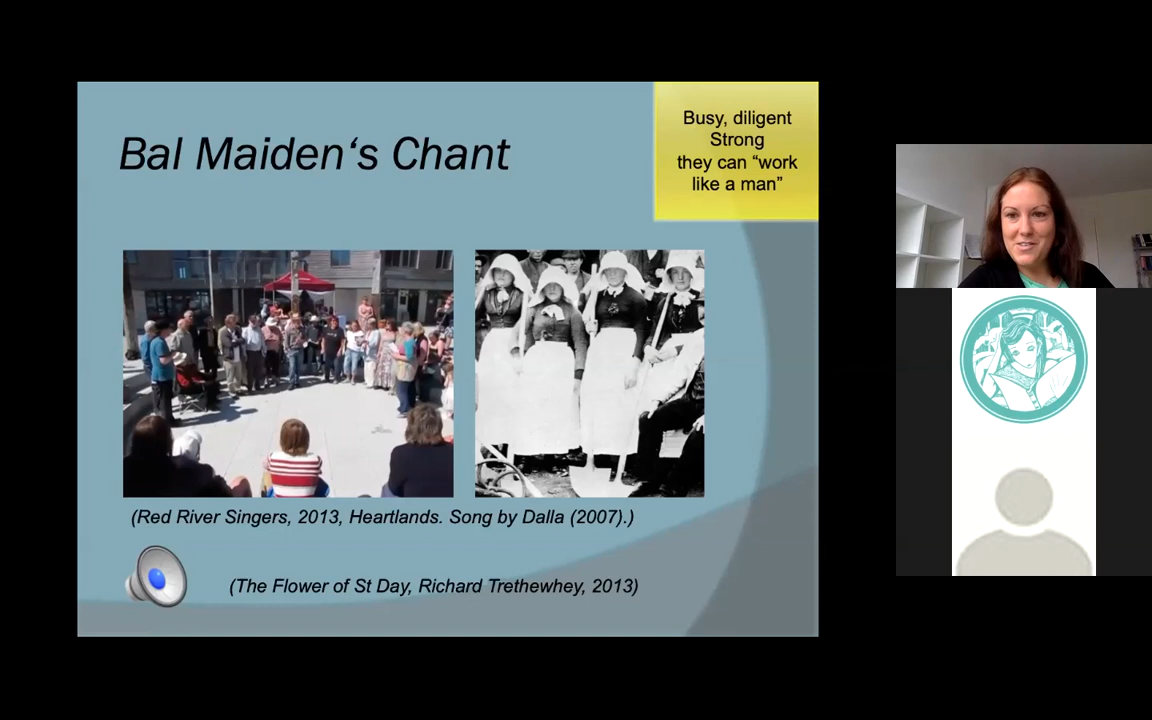 Bal Maiden‘s Chant
Busy, diligent
Strong
they can “work
like a man”
(Red River Singers, 2013, Heartlands. Song by Dalla (2007).)
(The Flower of St Day, Richard Trethewhey, 2013)